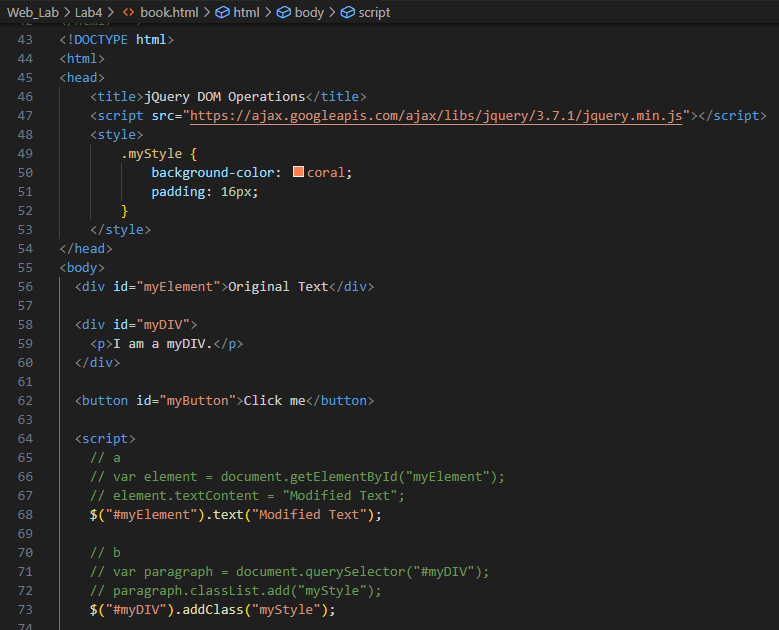 Web_Lab > Lab4 > <> book.html > html > body > script
43 <!DOCTYPE html>
44 <html>
45 <head>
46     <title>jQuery DOM Operations</title>
47     <script src="https://ajax.googleapis.com/ajax/libs/jquery/3.7.1/jquery.min.js"></script>
48     <style>
49         .myStyle {
50             background-color: coral;
51             padding: 16px;
52         }
53     </style>
54 </head>
55 <body>
56   <div id="myElement">Original Text</div>
57
58   <div id="myDIV">
59     <p>I am a myDIV.</p>
60   </div>
61
62   <button id="myButton">Click me</button>
63
64   <script>
65     // a
66     // var element = document.getElementById("myElement");
67     // element.textContent = "Modified Text";
68     $("#myElement").text("Modified Text");
69
70     // b
71     // var paragraph = document.querySelector("#myDIV");
72     // paragraph.classList.add("myStyle");
73     $("#myDIV").addClass("myStyle");
74